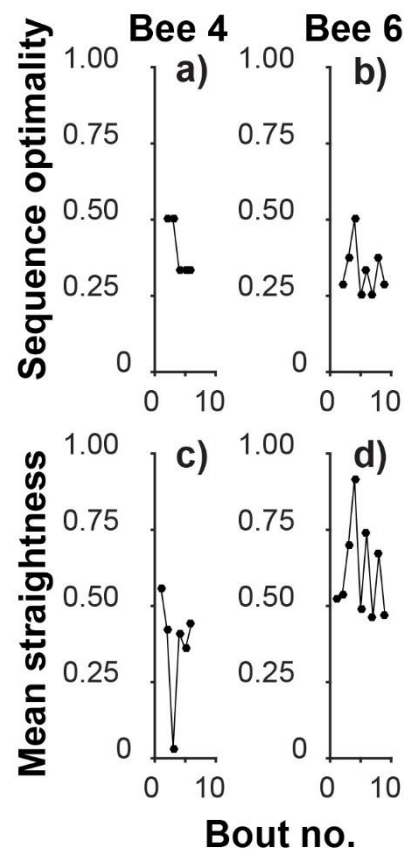 Bee 4 Bee 6
a) b)
Sequence optimality
1.00 1.00
0.75 0.75
0.50 0.50
0.25 0.25
0 0
0 10 0 10
c) d)
Mean straightness
1.00 1.00
0.75 0.75
0.50 0.50
0.25 0.25
0 0
0 10 0 10
Bout no.